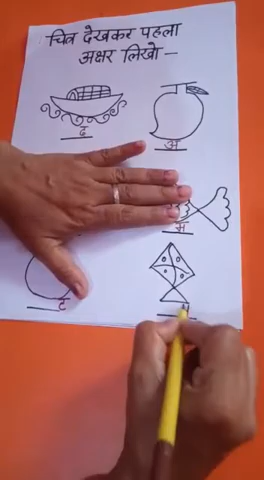 चित्र देखकर पहला
अक्षर लिखो –
द
अ
म
ट